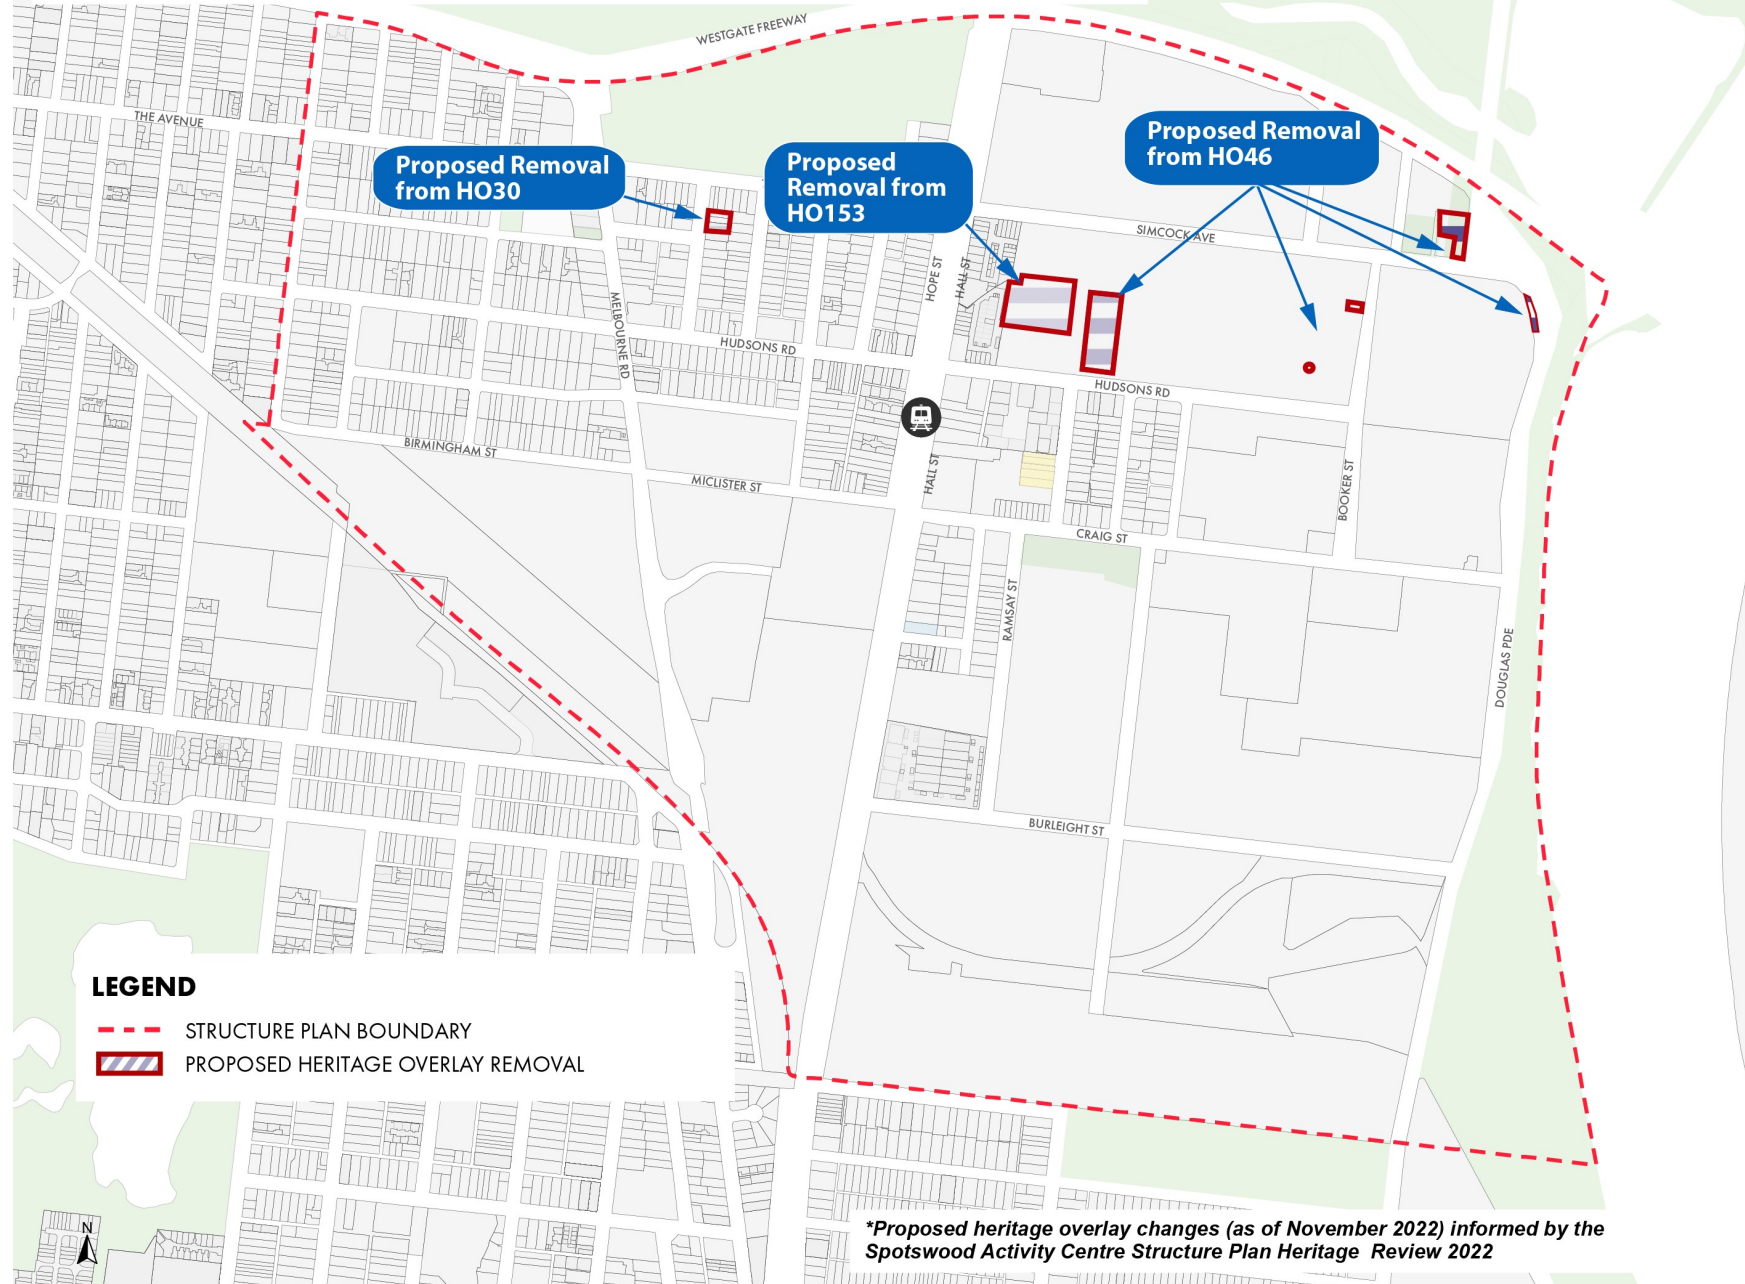 WESTGATE FREEWAY
THE AVENUE
Proposed Removal
from HO30
Proposed
Removal from
HO153
Proposed Removal
from HO46
SIMCOCK AVE
HOPE ST
HALL ST
MELBOURNE RD
HUDSONS RD
HUDSONS RD
BIRMINGHAM ST
MICLISTER ST
HALL ST
BOOKER ST
CRAIG ST
RAMSAY ST
DOUGLAS PDE
BURLEIGHT ST
LEGEND
STRUCTURE PLAN BOUNDARY
PROPOSED HERITAGE OVERLAY REMOVAL
N
*Proposed heritage overlay changes (as of November 2022) informed by the
Spotswood Activity Centre Structure Plan Heritage Review 2022